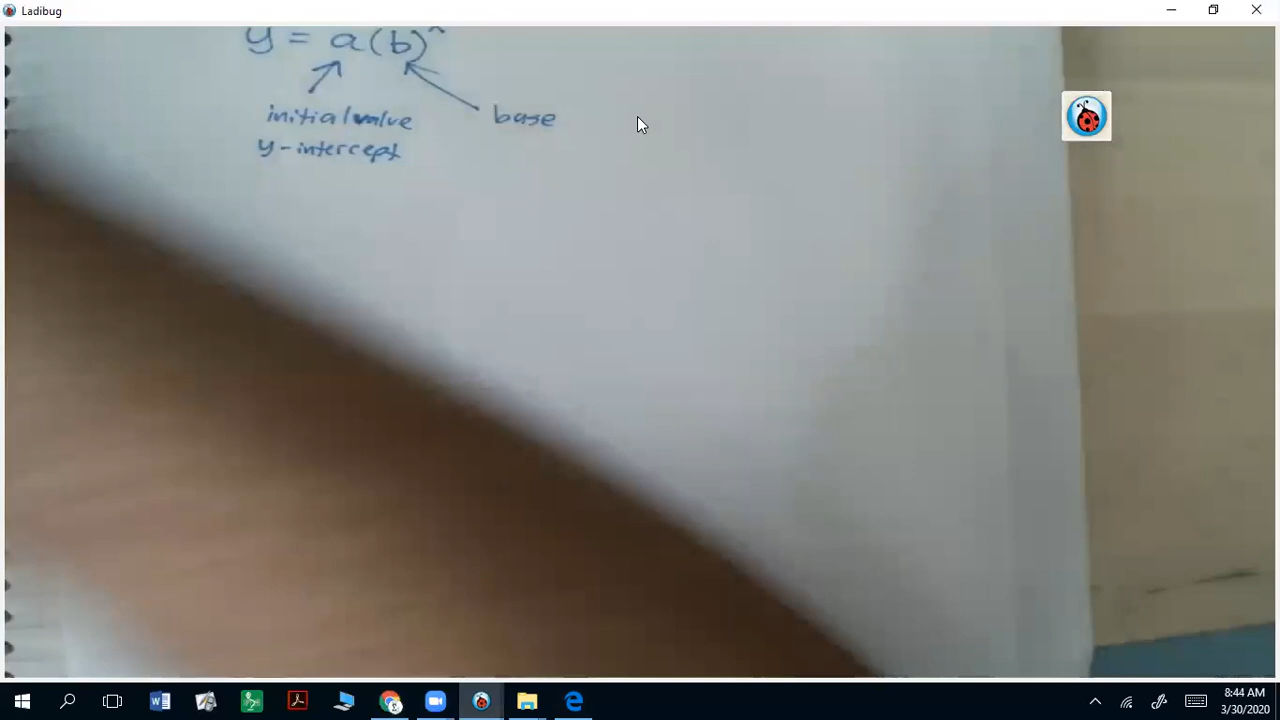 Ladibug
y = a(b)^x
initial value base
y-intercept
8:44 AM
3/30/2020